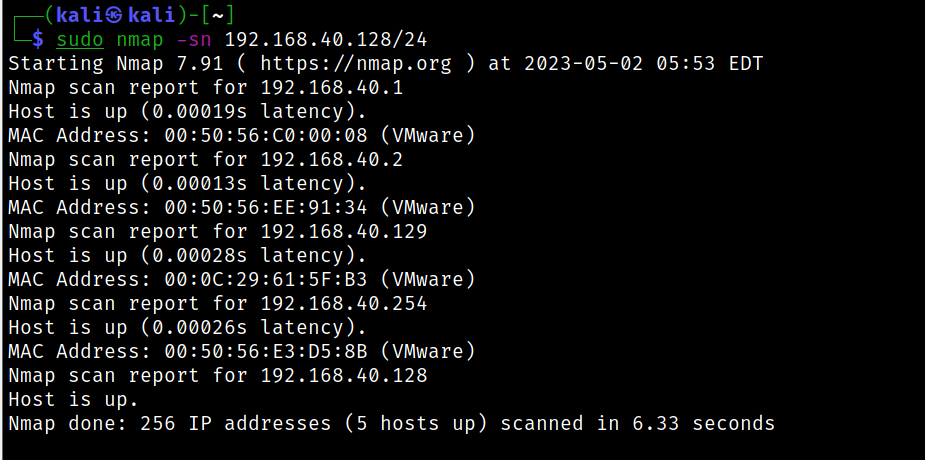 ┌──(kali㉿kali)-[~]
└─$ sudo nmap -sn 192.168.40.128/24
Starting Nmap 7.91 ( https://nmap.org ) at 2023-05-02 05:53 EDT
Nmap scan report for 192.168.40.1
Host is up (0.00019s latency).
MAC Address: 00:50:56:C0:00:08 (VMware)
Nmap scan report for 192.168.40.2
Host is up (0.00013s latency).
MAC Address: 00:50:56:EE:91:34 (VMware)
Nmap scan report for 192.168.40.129
Host is up (0.00028s latency).
MAC Address: 00:0C:29:61:5F:B3 (VMware)
Nmap scan report for 192.168.40.254
Host is up (0.00026s latency).
MAC Address: 00:50:56:E3:D5:8B (VMware)
Nmap scan report for 192.168.40.128
Host is up.
Nmap done: 256 IP addresses (5 hosts up) scanned in 6.33 seconds